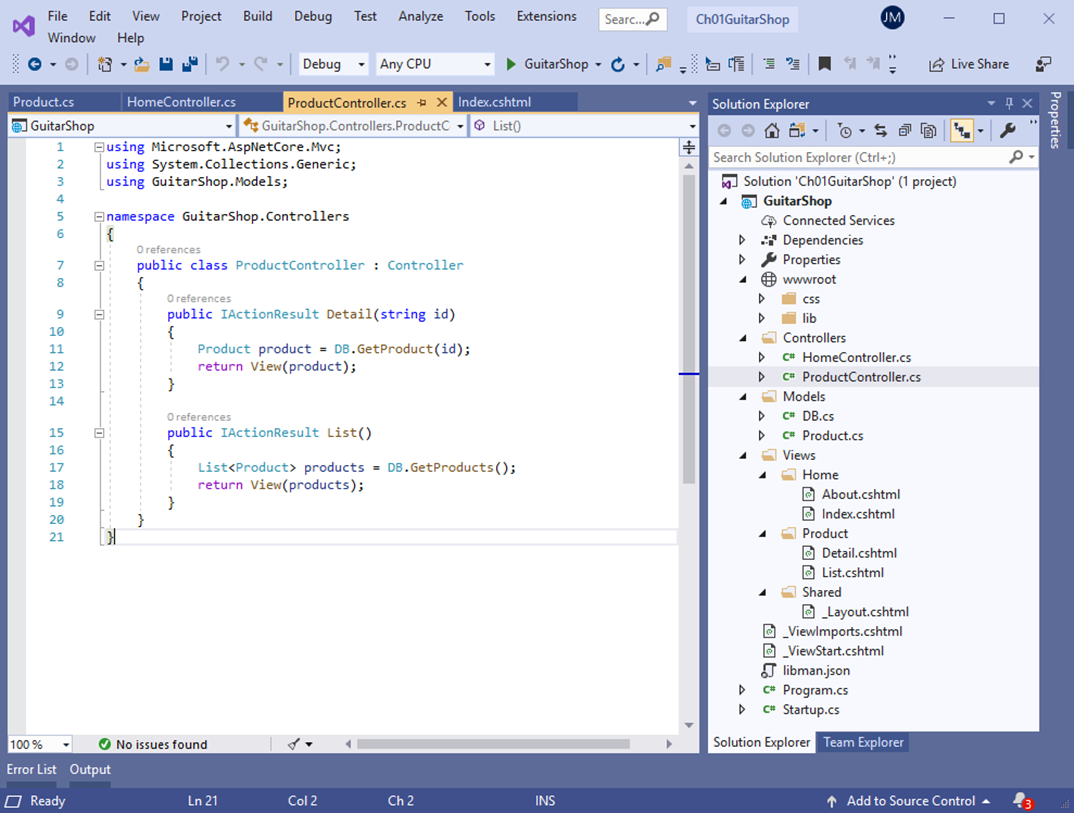 File Edit View Project Build Debug Test Analyze Tools Extensions Searc... Ch01GuitarShop JM
Window Help
Debug Any CPU GuitarShop Live Share
Product.cs HomeController.cs ProductController.cs Index.cshtml
GuitarShop GuitarShop.Controllers.ProductC List()
1 using Microsoft.AspNetCore.Mvc;
2 using System.Collections.Generic;
3 using GuitarShop.Models;
4
5 namespace GuitarShop.Controllers
6 {
0 references
7 public class ProductController : Controller
8 {
0 references
9 public IActionResult Detail(string id)
10 {
11 Product product = DB.GetProduct(id);
12 return View(product);
13 }
14
0 references
15 public IActionResult List()
16 {
17 List<Product> products = DB.GetProducts();
18 return View(products);
19 }
20 }
21 }
100 % No issues found
Solution Explorer
Search Solution Explorer (Ctrl+;)
Solution 'Ch01GuitarShop' (1 project)
GuitarShop
Connected Services
Dependencies
Properties
wwwroot
css
lib
Controllers
C# HomeController.cs
C# ProductController.cs
Models
C# DB.cs
C# Product.cs
Views
Home
About.cshtml
Index.cshtml
Product
Detail.cshtml
List.cshtml
Shared
_Layout.cshtml
_ViewImports.cshtml
_ViewStart.cshtml
libman.json
C# Program.cs
C# Startup.cs
Solution Explorer Team Explorer
Properties
Error List Output
Ready Ln 21 Col 2 Ch 2 INS Add to Source Control 3